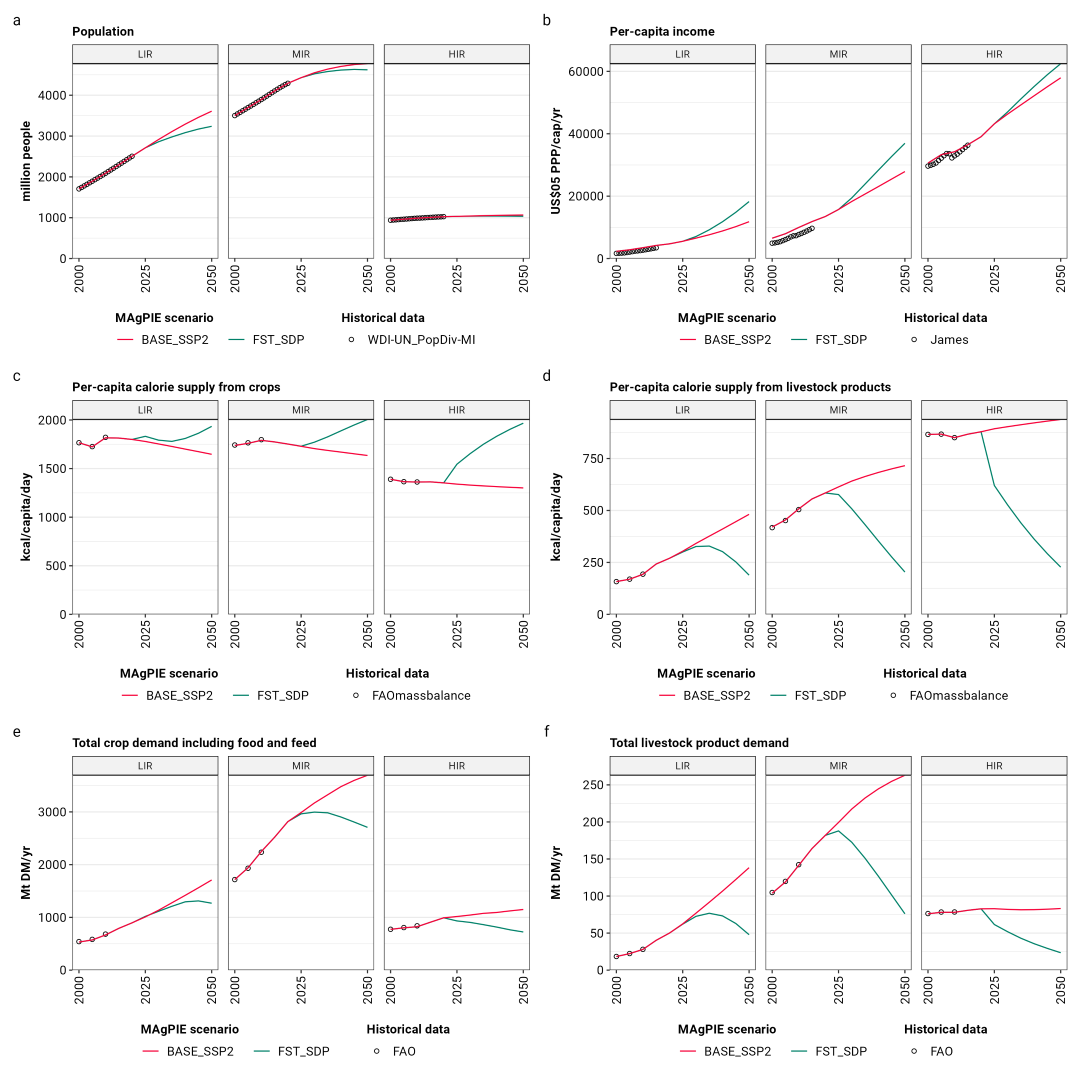 a
Population
LIR MIR HIR
million people
4000
3000
2000
1000
0
2000 2025 2050 2000 2025 2050 2000 2025 2050
MAgPIE scenario Historical data
BASE_SSP2 FST_SDP WDI-UN_PopDiv-MI
b
Per-capita income
LIR MIR HIR
US$05 PPP/cap/yr
60000
40000
20000
0
2000 2025 2050 2000 2025 2050 2000 2025 2050
MAgPIE scenario Historical data
BASE_SSP2 FST_SDP James
c
Per-capita calorie supply from crops
LIR MIR HIR
kcal/capita/day
2000
1500
1000
500
0
2000 2025 2050 2000 2025 2050 2000 2025 2050
MAgPIE scenario Historical data
BASE_SSP2 FST_SDP FAOmassbalance
d
Per-capita calorie supply from livestock products
LIR MIR HIR
kcal/capita/day
750
500
250
0
2000 2025 2050 2000 2025 2050 2000 2025 2050
MAgPIE scenario Historical data
BASE_SSP2 FST_SDP FAOmassbalance
e
Total crop demand including food and feed
LIR MIR HIR
Mt DM/yr
3000
2000
1000
0
2000 2025 2050 2000 2025 2050 2000 2025 2050
MAgPIE scenario Historical data
BASE_SSP2 FST_SDP FAO
f
Total livestock product demand
LIR MIR HIR
Mt DM/yr
250
200
150
100
50
0
2000 2025 2050 2000 2025 2050 2000 2025 2050
MAgPIE scenario Historical data
BASE_SSP2 FST_SDP FAO